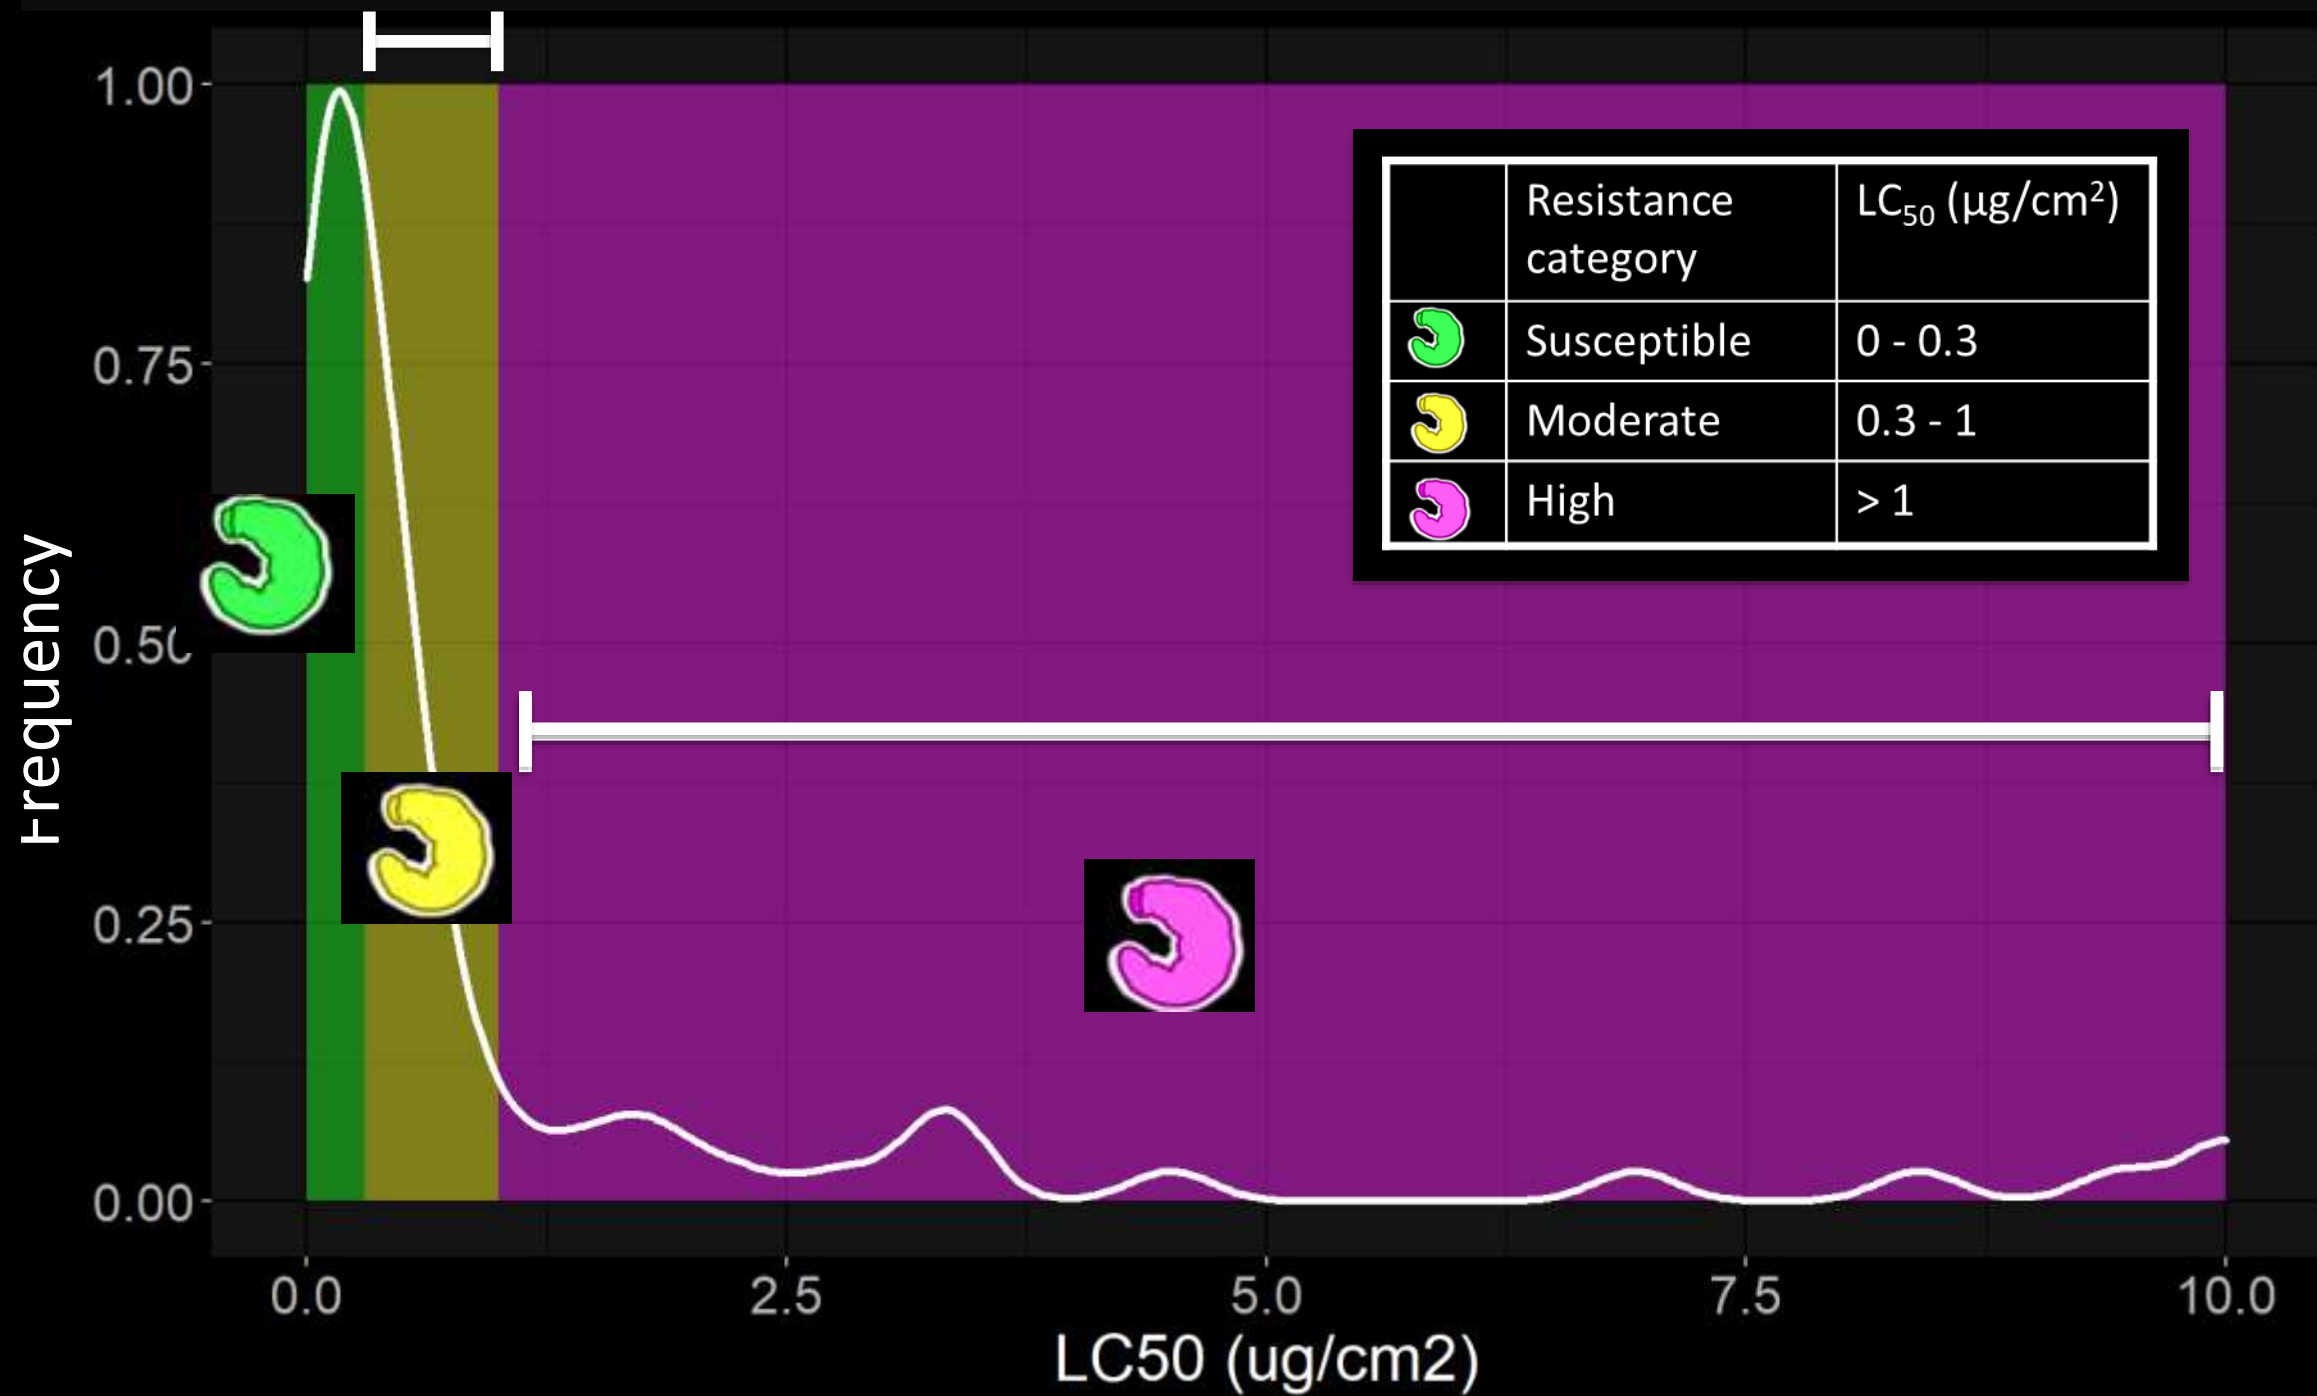 1.00
0.75
0.50
0.25
0.00
Frequency
Resistance category
LC₅₀ (µg/cm²)
Susceptible 0 - 0.3
Moderate 0.3 - 1
High > 1
0.0 2.5 5.0 7.5 10.0
LC50 (ug/cm2)